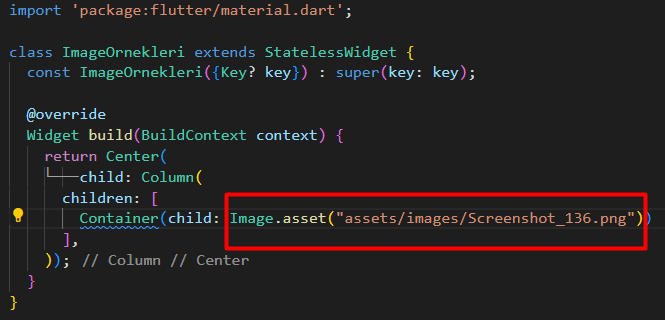 import 'package:flutter/material.dart';
class ImageOrnekleri extends StatelessWidget {
const ImageOrnekleri({Key? key}) : super(key: key);
@override
Widget build(BuildContext context) {
return Center(
child: Column(
children: [
Container(child: Image.asset("assets/images/Screenshot_136.png"))
],
)); // Column // Center
}
}